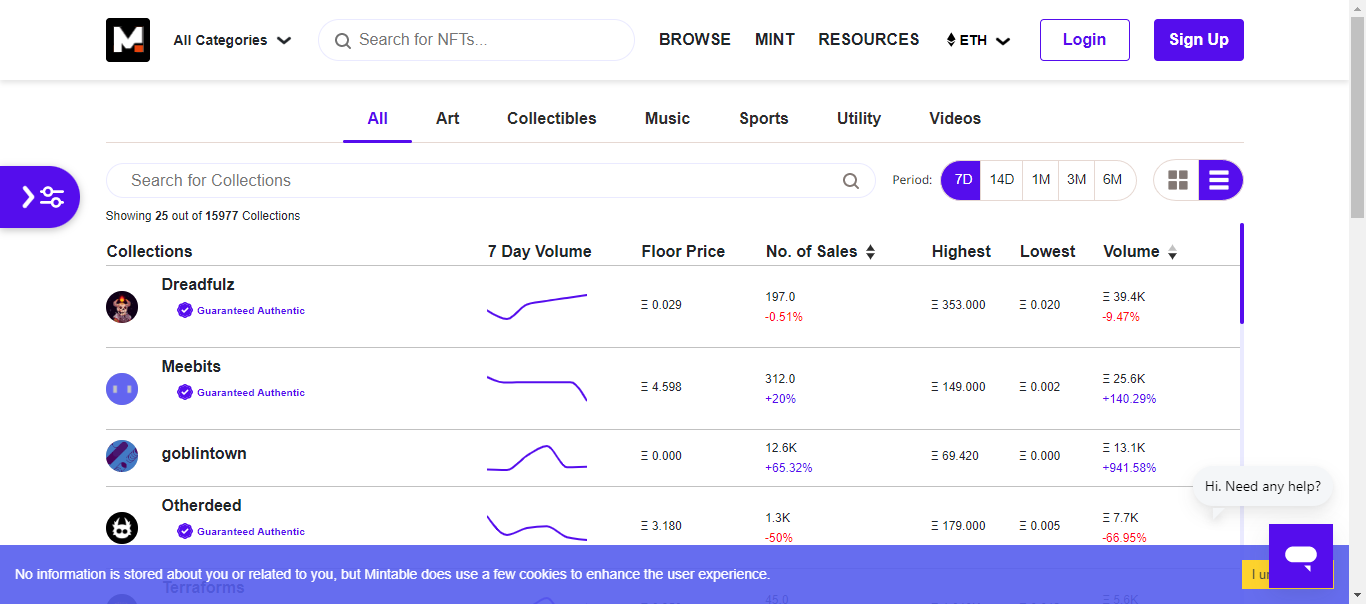 All Categories
Search for NFTs...
BROWSE
MINT
RESOURCES
ETH
Login
Sign Up
All
Art
Collectibles
Music
Sports
Utility
Videos
Search for Collections
Period:
7D
14D
1M
3M
6M
Showing 25 out of 15977 Collections
Collections
7 Day Volume
Floor Price
No. of Sales
Highest
Lowest
Volume
Dreadfulz
Guaranteed Authentic
Ξ 0.029
197.0
-0.51%
Ξ 353.000
Ξ 0.020
Ξ 39.4K
-9.47%
Meebits
Guaranteed Authentic
Ξ 4.598
312.0
+20%
Ξ 149.000
Ξ 0.002
Ξ 25.6K
+140.29%
goblintown
Ξ 0.000
12.6K
+65.32%
Ξ 69.420
Ξ 0.000
Ξ 13.1K
+941.58%
Hi. Need any help?
Otherdeed
Guaranteed Authentic
Ξ 3.180
1.3K
-50%
Ξ 179.000
Ξ 0.005
Ξ 7.7K
-66.95%
No information is stored about you or related to you, but Mintable does use a few cookies to enhance the user experience.
I
Terraforms
45.0
Ξ 5.6K